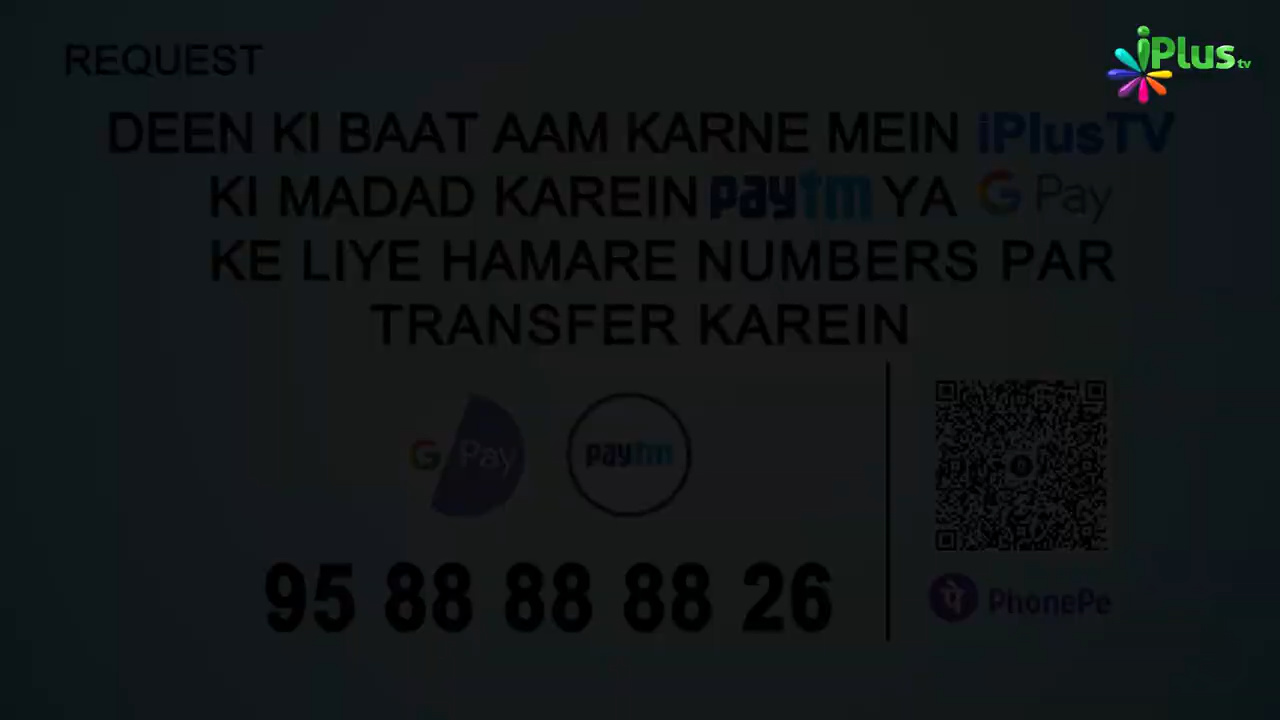 iPlus tv
REQUEST
DEEN KI BAAT AAM KARNE MEIN iPlusTV
KI MADAD KAREIN paytm YA G Pay
KE LIYE HAMARE NUMBERS PAR
TRANSFER KAREIN
G Pay paytm
95 88 88 88 26
पे PhonePe